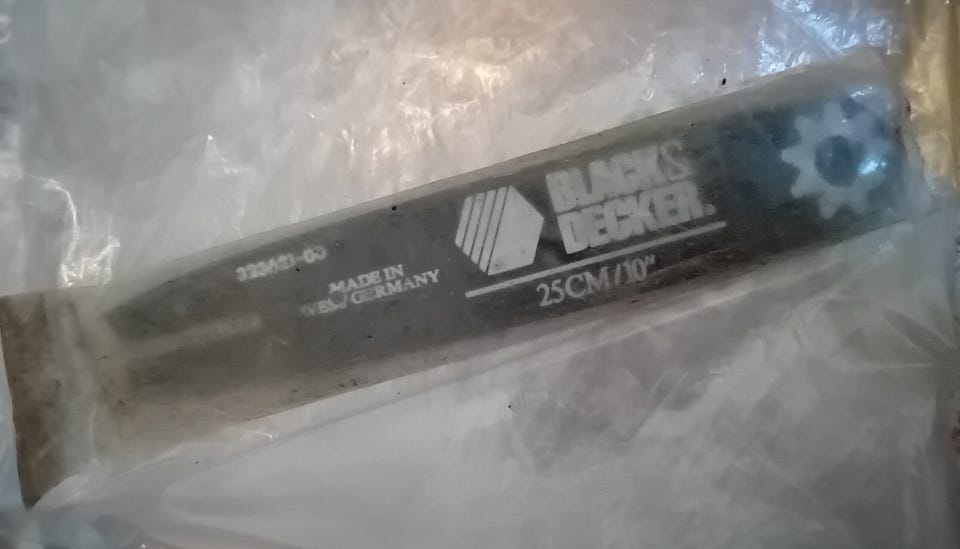 BLACK&
DECKER.
25CM/10"
MADE IN
WEST GERMANY